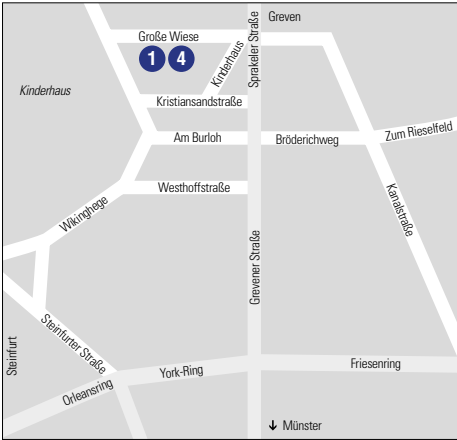 Greven
Sprakeler Straße
Große Wiese
1 4
Kinderhaus
Kinderhaus
Kristiansandstraße
Am Burloh
Bröderichweg
Zum Rieselfeld
Westhoffstraße
Kanalstraße
Wikinghege
Grevener Straße
Steinfurter Straße
Steinfurt
York-Ring
Friesenring
Orleansring
↓ Münster